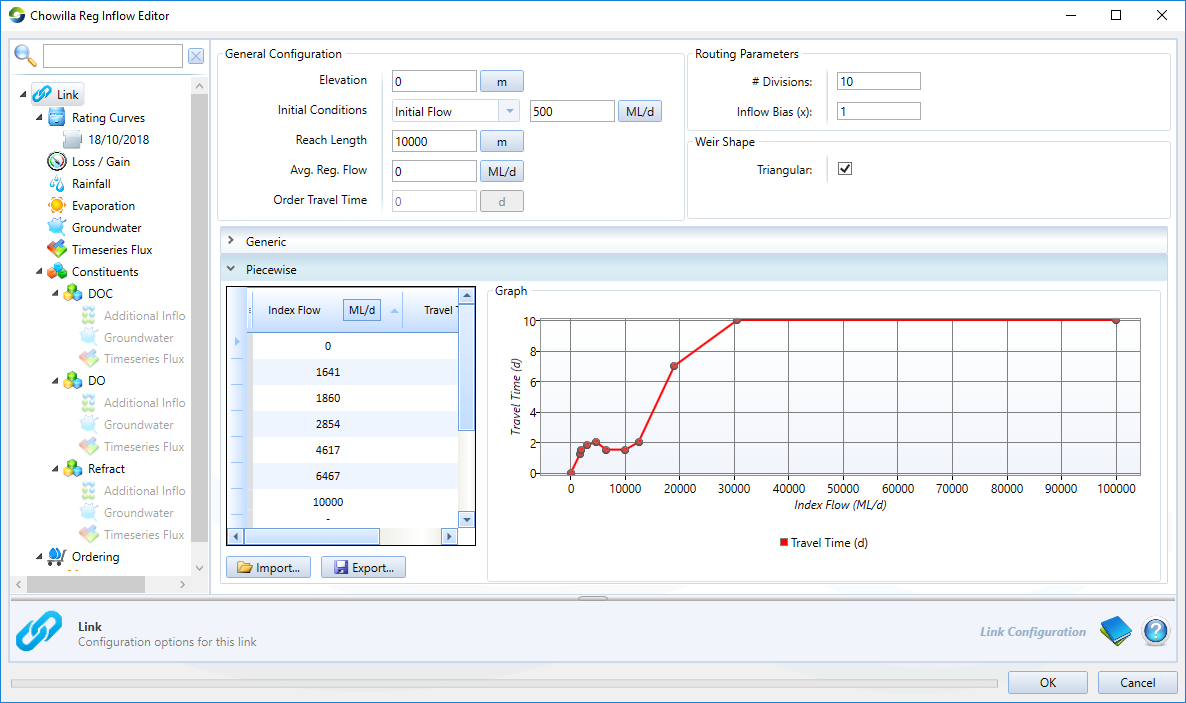 Chowilla Reg Inflow Editor
Link
Rating Curves
18/10/2018
Loss / Gain
Rainfall
Evaporation
Groundwater
Timeseries Flux
Constituents
DOC
Additional Inflo
Groundwater
Timeseries Flux
DO
Additional Inflo
Groundwater
Timeseries Flux
Refract
Additional Inflo
Groundwater
Timeseries Flux
Ordering
General Configuration
Elevation 0 m
Initial Conditions Initial Flow 500 ML/d
Reach Length 10000 m
Avg. Reg. Flow 0 ML/d
Order Travel Time 0 d
Routing Parameters
# Divisions: 10
Inflow Bias (x): 1
Weir Shape
Triangular:
Generic
Piecewise
Index Flow ML/d Travel
0
1641
1860
2854
4617
6467
10000
Import...
Export...
Graph
Travel Time (d)
10
8
6
4
2
0
0 10000 20000 30000 40000 50000 60000 70000 80000 90000 100000
Index Flow (ML/d)
Travel Time (d)
Link
Configuration options for this link
Link Configuration
OK
Cancel